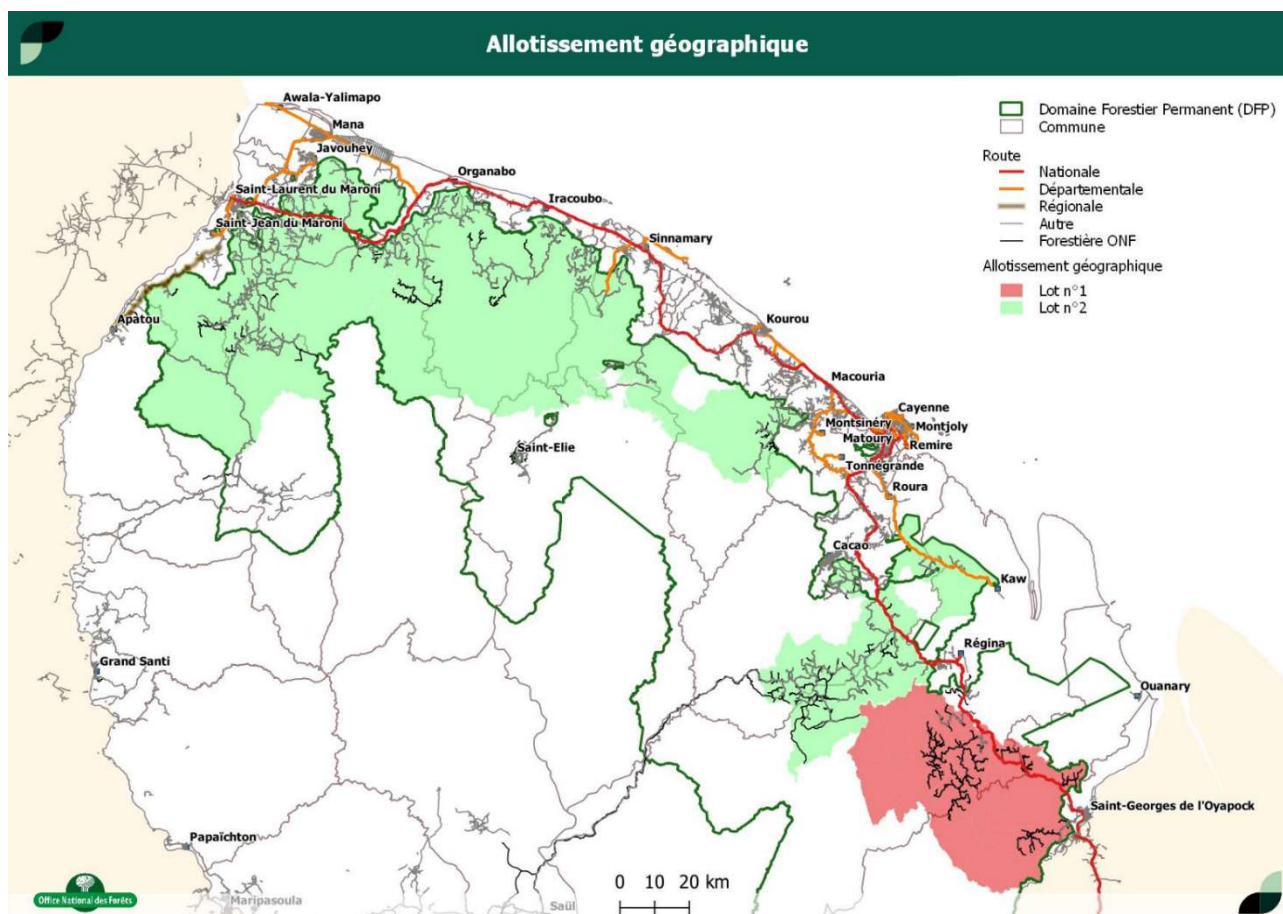 Allotissement géographique
Awala-Yalimapo
Mana
Javouhey
Organabo
Saint-Laurent du Maroni
Iracoubo
Saint-Jean du Maroni
Sinnamary
Apatou
Kourou
Macouria
Cayenne
Montsinéry
Montjoly
Matoury
Remire
Saint-Elie
Tonnégrande
Roura
Cacao
Kaw
Régina
Grand Santi
Ouanary
Saint-Georges de l'Oyapock
Papaïchton
Maripasoula
Saül
Domaine Forestier Permanent (DFP)
Commune
Route
Nationale
Départementale
Régionale
Autre
Forestière ONF
Allotissement géographique
Lot n°1
Lot n°2
0 10 20 km
Office National des Forêts